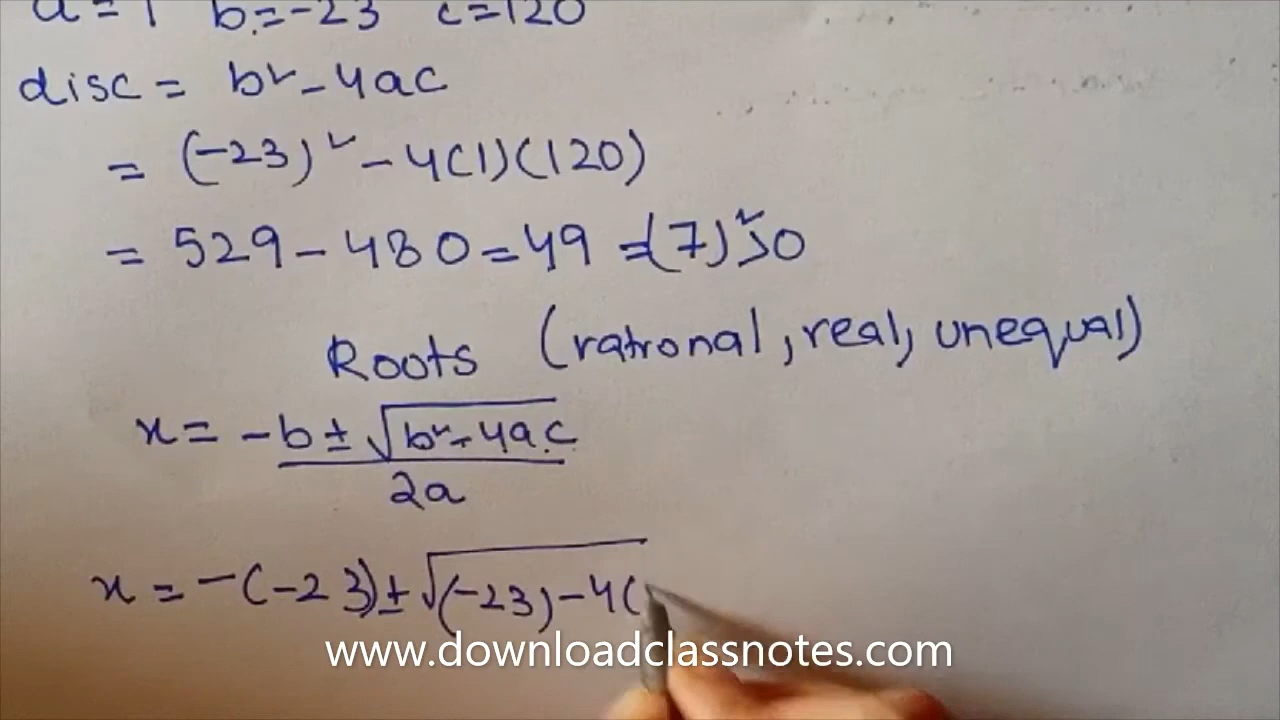 a = 1 b = -23 c = 120
disc = b² - 4ac
= (-23)² - 4(1)(120)
= 529 - 480 = 49 = (7)² > 0
Roots (rational, real, unequal)
x = -b ± √b² - 4ac
2a
x = -(-23) ± √(-23) - 4(
www.downloadclassnotes.com